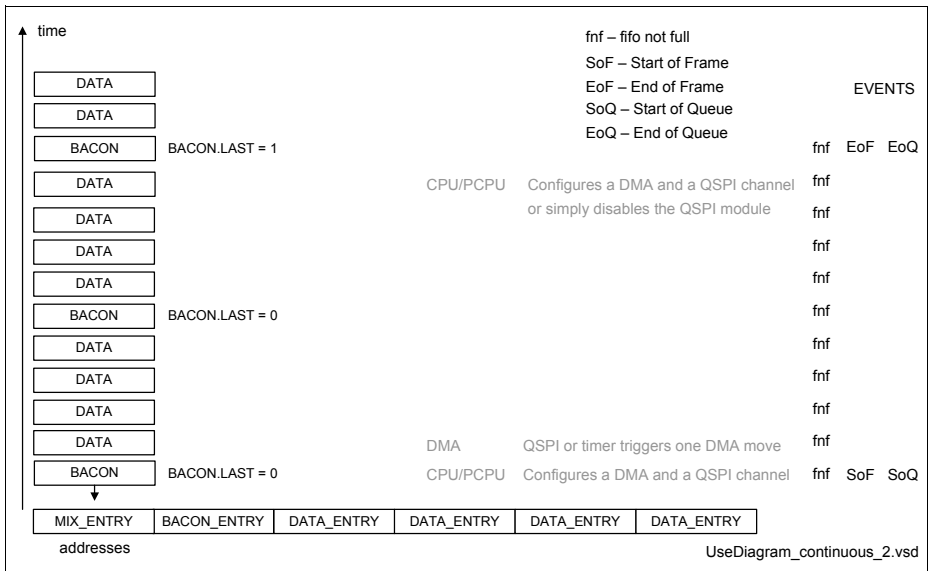 time
fnf – fifo not full
SoF – Start of Frame
DATA EoF – End of Frame EVENTS
DATA SoQ – Start of Queue
EoQ – End of Queue
BACON BACON.LAST = 1 fnf EoF EoQ
DATA CPU/PCPU Configures a DMA and a QSPI channel fnf
or simply disables the QSPI module
DATA fnf
DATA fnf
DATA fnf
BACON BACON.LAST = 0 fnf
DATA fnf
DATA fnf
DATA fnf
DATA DMA QSPI or timer triggers one DMA move fnf
BACON BACON.LAST = 0 CPU/PCPU Configures a DMA and a QSPI channel fnf SoF SoQ
MIX_ENTRY BACON_ENTRY DATA_ENTRY DATA_ENTRY DATA_ENTRY DATA_ENTRY
addresses
UseDiagram_continuous_2.vsd